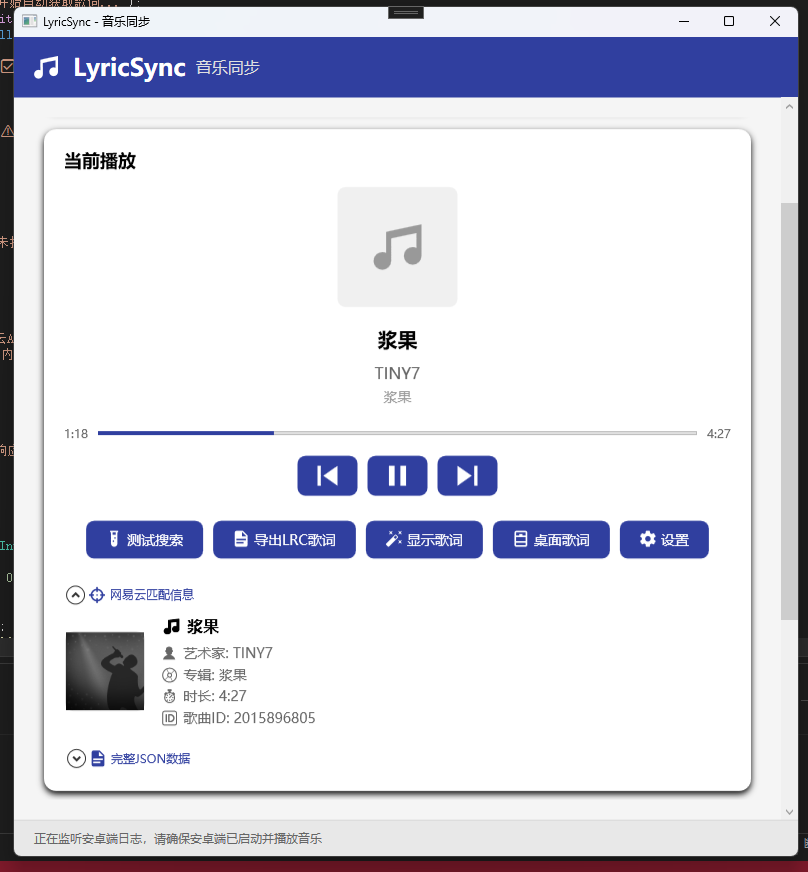 LyricSync - 音乐同步
LyricSync 音乐同步
当前播放
浆果
TINY7
浆果
1:18 4:27
测试搜索 导出LRC歌词 显示歌词 桌面歌词 设置
网易云匹配信息
浆果
艺术家: TINY7
专辑: 浆果
时长: 4:27
ID 歌曲ID: 2015896805
完整JSON数据
正在监听安卓端日志，请确保安卓端已启动并播放音乐